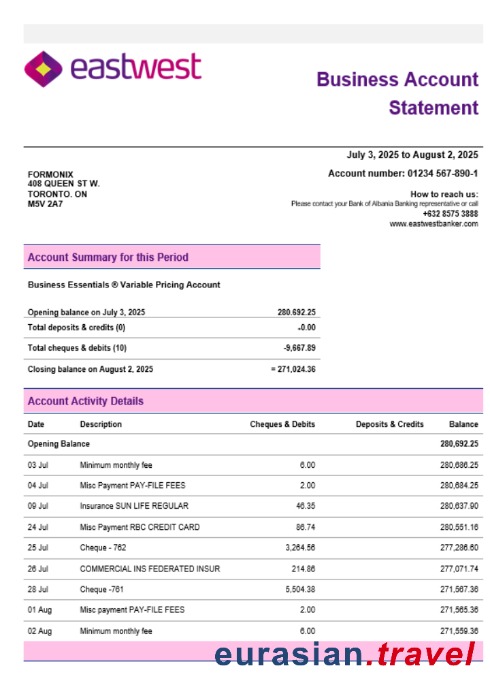 eastwest
Business Account
Statement
July 3, 2025 to August 2, 2025
Account number: 01234 567-890-1
FORMONIX
408 QUEEN ST W.
TORONTO. ON
M5V 2A7
How to reach us:
Please contact your Bank of Albania Banking representative or call
+632 8575 3888
www.eastwestbanker.com
Account Summary for this Period
Business Essentials ® Variable Pricing Account
Opening balance on July 3, 2025 280.692.25
Total deposits & credits (0) -0.00
Total cheques & debits (10) -9,667.89
Closing balance on August 2, 2025 = 271,024.36
Account Activity Details
Date Description Cheques & Debits Deposits & Credits Balance
Opening Balance 280,692.25
03 Jul Minimum monthly fee 6.00 280,686.25
04 Jul Misc Payment PAY-FILE FEES 2.00 280,684.25
09 Jul Insurance SUN LIFE REGULAR 46.35 280,637.90
24 Jul Misc Payment RBC CREDIT CARD 86.74 280,551.16
25 Jul Cheque - 762 3,264.56 277,286.60
26 Jul COMMERCIAL INS FEDERATED INSUR 214.86 277,071.74
28 Jul Cheque -761 5,504.38 271,567.36
01 Aug Misc payment PAY-FILE FEES 2.00 271,565.36
02 Aug Minimum monthly fee 6.00 271,559.36
eurasian.travel